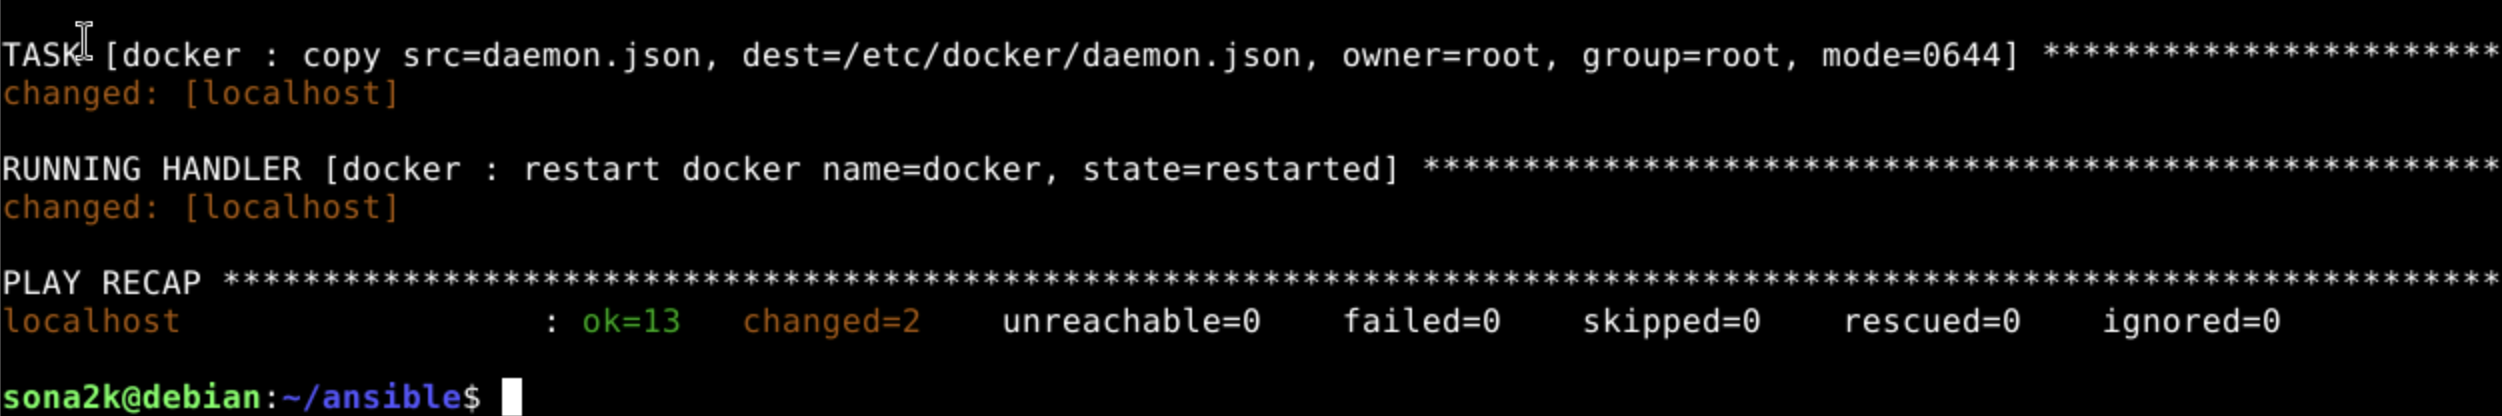 TASK [docker : copy src=daemon.json, dest=/etc/docker/daemon.json, owner=root, group=root, mode=0644] ***********************
changed: [localhost]
RUNNING HANDLER [docker : restart docker name=docker, state=restarted] ******************************************************
changed: [localhost]
PLAY RECAP ******************************************************************************************************************
localhost                  : ok=13   changed=2    unreachable=0    failed=0    skipped=0    rescued=0    ignored=0
sona2k@debian:~/ansible$